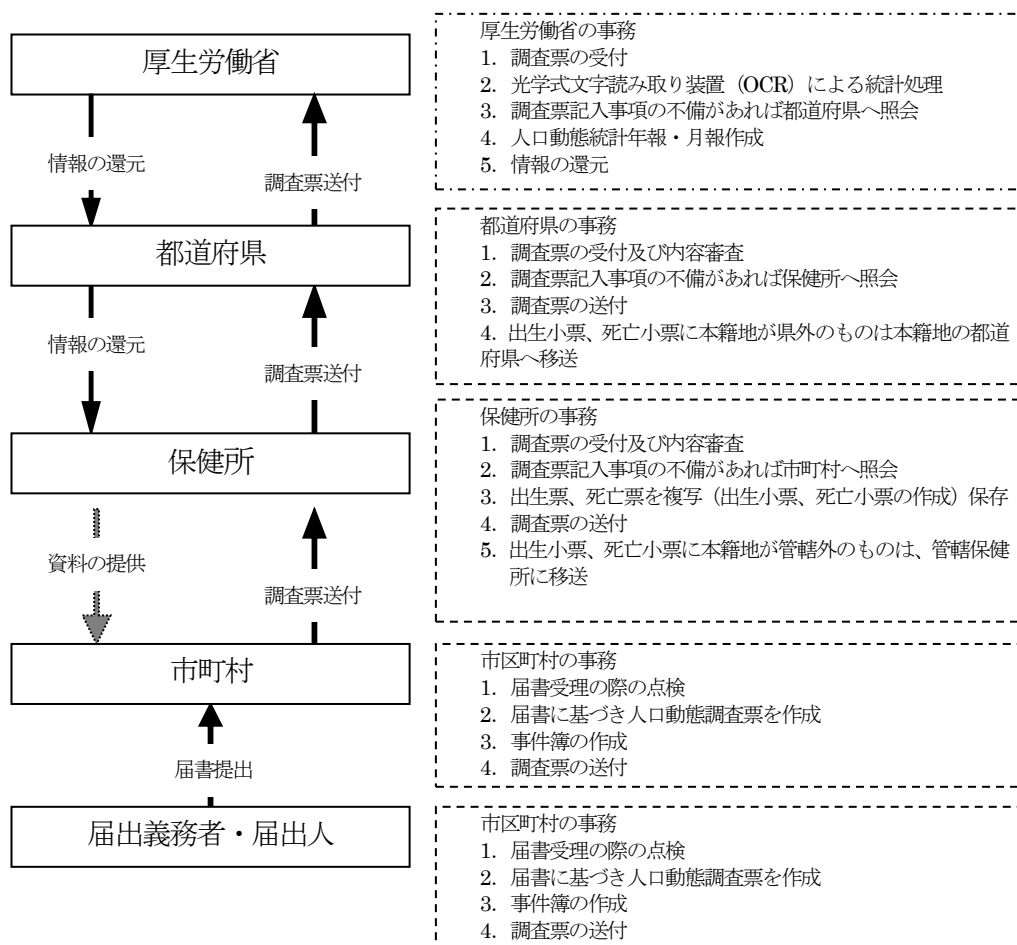 厚生労働省
情報の還元
調査票送付
都道府県
情報の還元
調査票送付
保健所
資料の提供
調査票送付
市町村
届書提出
届出義務者・届出人
厚生労働省の事務
1. 調査票の受付
2. 光学式文字読み取り装置（OCR）による統計処理
3. 調査票記入事項の不備があれば都道府県へ照会
4. 人口動態統計年報・月報作成
5. 情報の還元
都道府県の事務
1. 調査票の受付及び内容審査
2. 調査票記入事項の不備があれば保健所へ照会
3. 調査票の送付
4. 出生小票、死亡小票に本籍地が県外のものは本籍地の都道
府県へ移送
保健所の事務
1. 調査票の受付及び内容審査
2. 調査票記入事項の不備があれば市町村へ照会
3. 出生票、死亡票を複写（出生小票、死亡小票の作成）保存
4. 調査票の送付
5. 出生小票、死亡小票に本籍地が管轄外のものは、管轄保健
所に移送
市区町村の事務
1. 届書受理の際の点検
2. 届書に基づき人口動態調査票を作成
3. 事件簿の作成
4. 調査票の送付
市区町村の事務
1. 届書受理の際の点検
2. 届書に基づき人口動態調査票を作成
3. 事件簿の作成
4. 調査票の送付